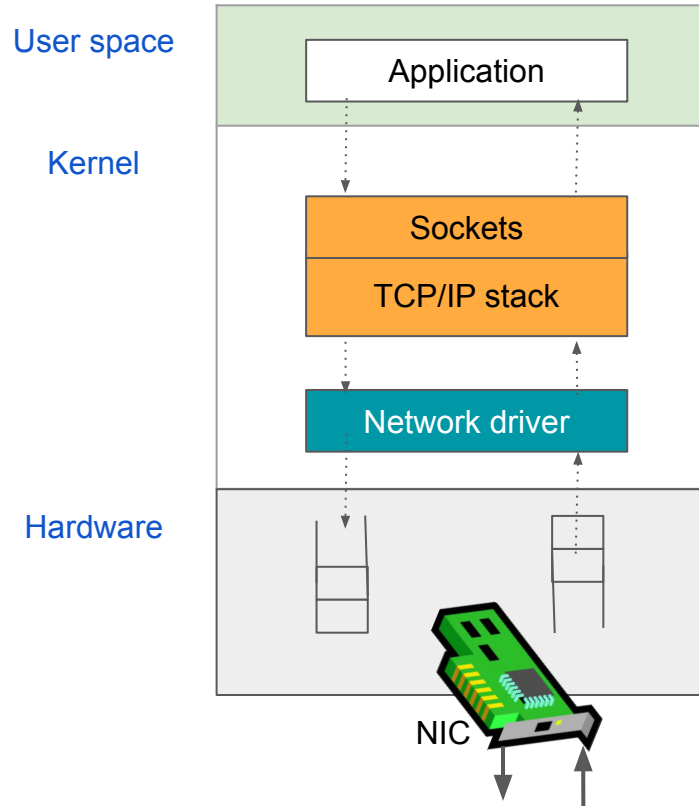 User space
Application
Kernel
Sockets
TCP/IP stack
Network driver
Hardware
NIC